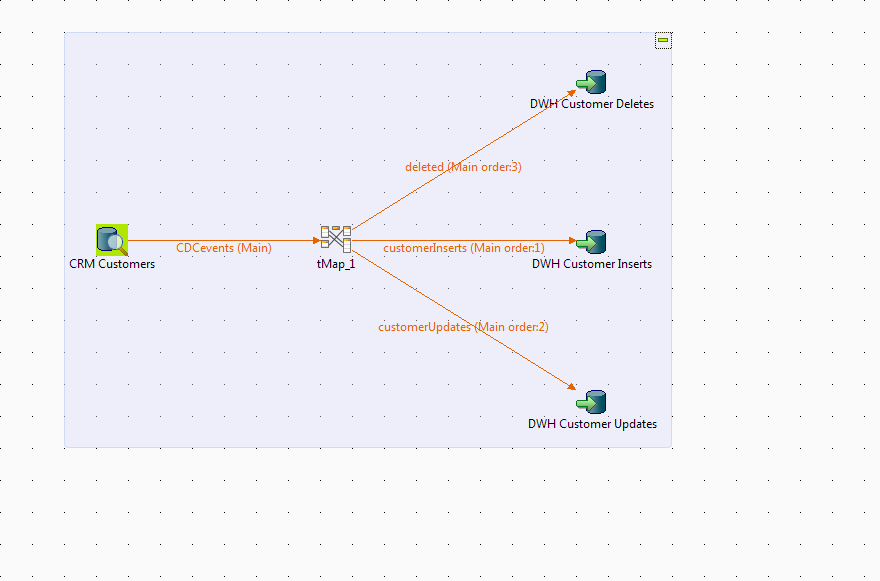 DWH Customer Deletes
deleted (Main order:3)
CDCevents (Main)
customerInserts (Main order:1)
CRM Customers
tMap_1
DWH Customer Inserts
customerUpdates (Main order:2)
DWH Customer Updates